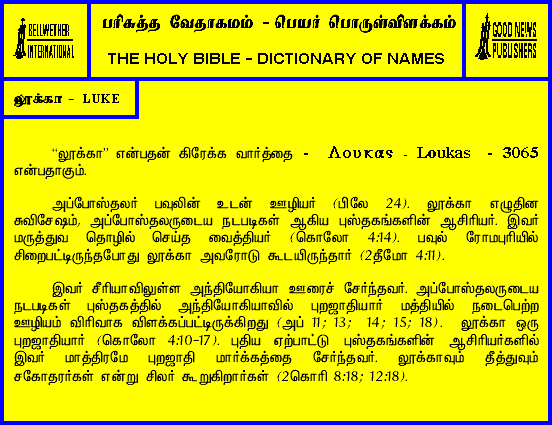 BELLWETHER
INTERNATIONAL
பரிசுத்த வேதாகமம் - பெயர் பொருள்விளக்கம்
THE HOLY BIBLE - DICTIONARY OF NAMES
GOOD NEWS
PUBLISHERS
லூக்கா - LUKE
“லூக்கா” என்பதன் கிரேக்க வார்த்தை - Λουκας - Loukas - 3065
என்பதாகும்.
அப்போஸ்தலர் பவுலின் உடன் ஊழியர் (பிலே 24). லூக்கா எழுதின
சுவிசேஷம், அப்போஸ்தலருடைய நடபடிகள் ஆகிய புஸ்தகங்களின் ஆசிரியர். இவர்
மருத்துவ தொழில் செய்த வைத்தியர் (கொலோ 4:14). பவுல் ரோமபுரியில்
சிறைபட்டிருந்தபோது லூக்கா அவரோடு கூடயிருந்தார் (2தீமோ 4:11).
இவர் சீரியாவிலுள்ள அந்தியோகியா ஊரைச் சேர்ந்தவர். அப்போஸ்தலருடைய
நடபடிகள் புஸ்தகத்தில் அந்தியோகியாவில் புறஜாதியார் மத்தியில் நடைபெற்ற
ஊழியம் விரிவாக விளக்கப்பட்டிருக்கிறது (அப் 11; 13; 14; 15; 18). லூக்கா ஒரு
புறஜாதியார் (கொலோ 4:10-17). புதிய ஏற்பாட்டு புஸ்தகங்களின் ஆசிரியர்களில்
இவர் மாத்திரமே புறஜாதி மார்க்கத்தை சேர்ந்தவர். லூக்காவும் தீத்துவும்
சகோதரர்கள் என்று சிலர் கூறுகிறார்கள் (2கொரி 8:18; 12:18).